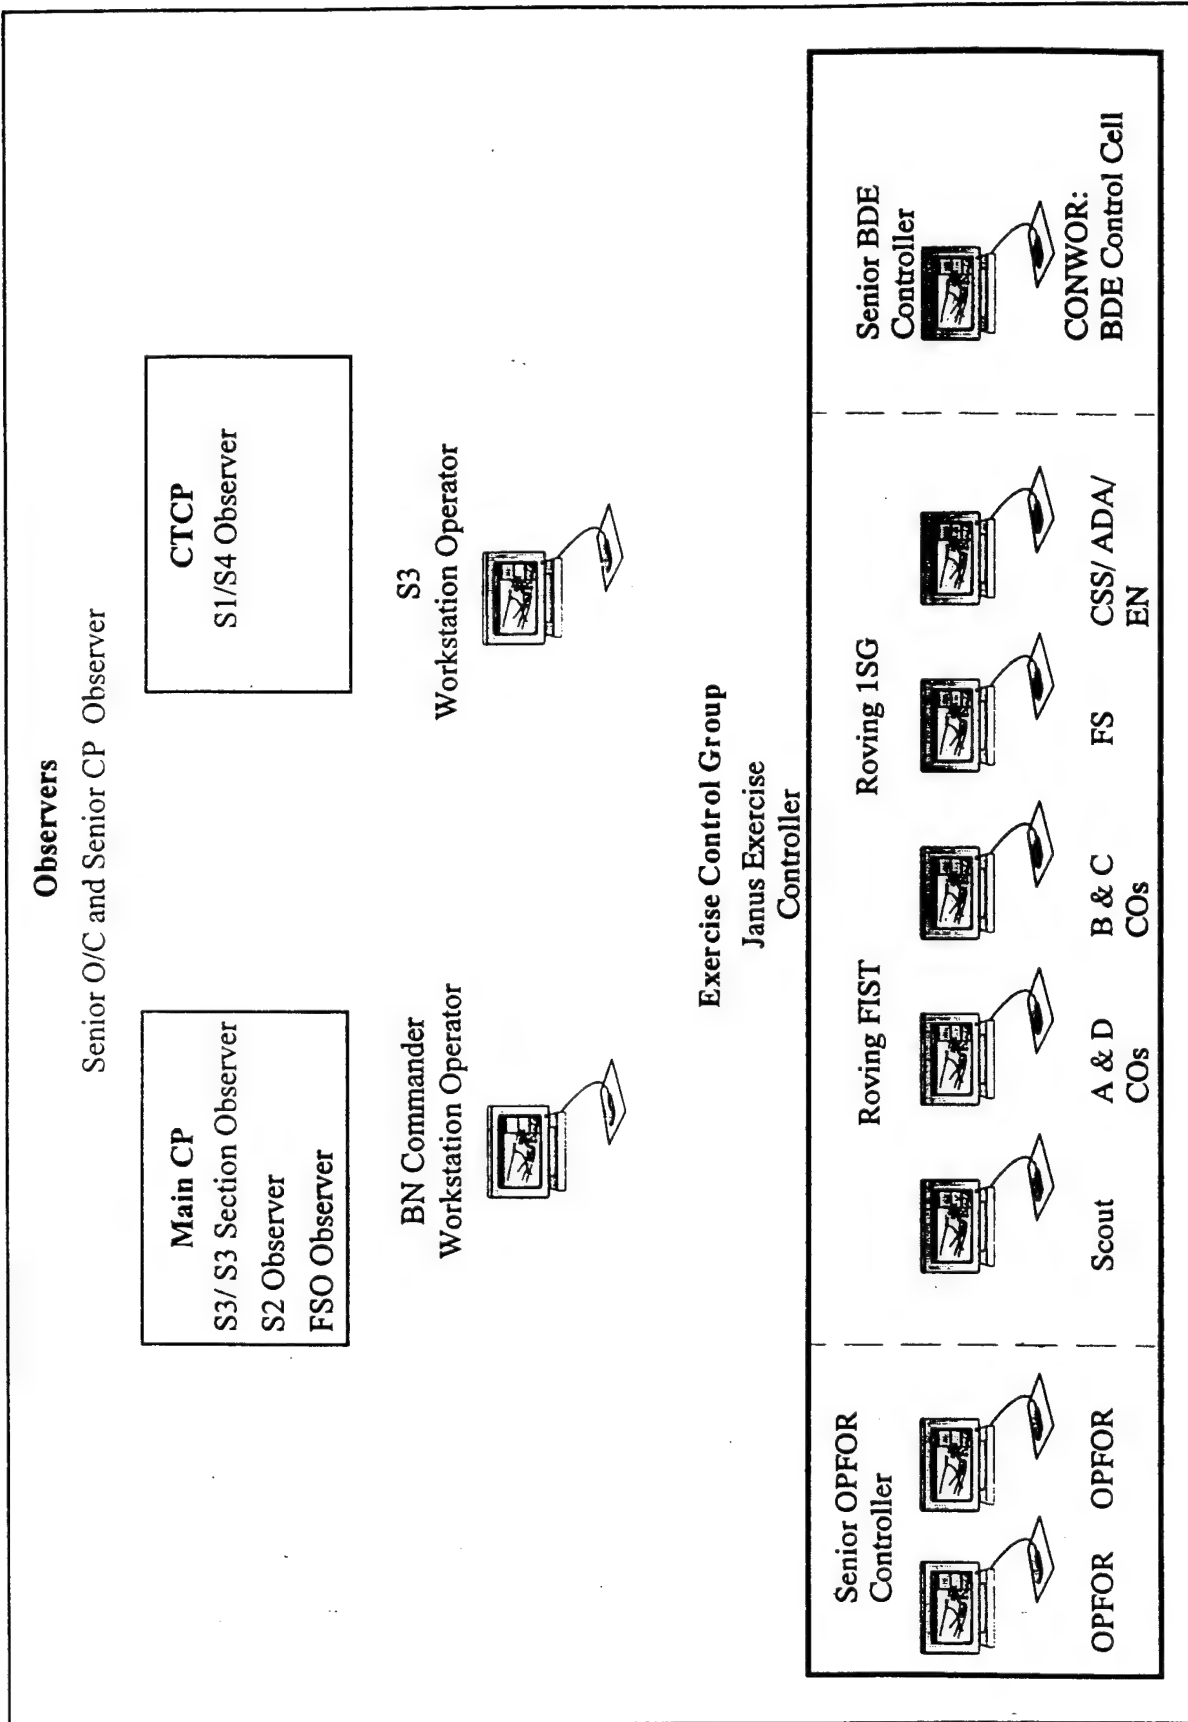 Observers
Senior O/C and Senior CP Observer
Main CP
S3/ S3 Section Observer
S2 Observer
FSO Observer
CTCP
S1/S4 Observer
BN Commander
Workstation Operator
S3
Workstation Operator
Exercise Control Group
Janus Exercise
Controller
Senior OPFOR
Controller
OPFOR
OPFOR
Roving FIST
Roving 1SG
Scout
A & D
COs
B & C
COs
FS
CSS/ ADA/
EN
Senior BDE
Controller
CONWOR:
BDE Control Cell